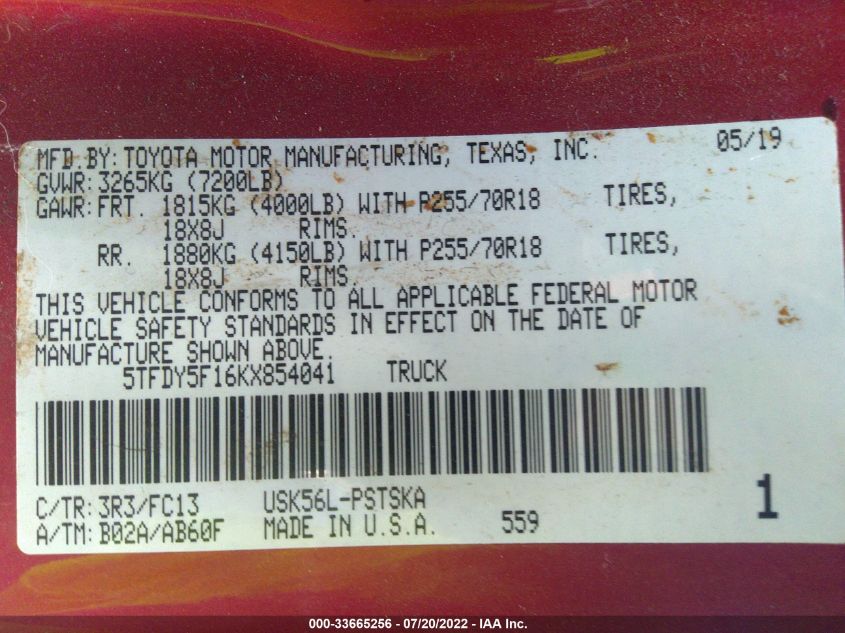 MFD.BY:TOYOTA MOTOR MANUFACTURING, TEXAS, INC. 05/19
GVWR:3265KG (7200LB)
GAWR:FRT. 1815KG (4000LB) WITH P255/70R18 TIRES,
18X8J RIMS.
RR. 1880KG (4150LB) WITH P255/70R18 TIRES,
18X8J RIMS.
THIS VEHICLE CONFORMS TO ALL APPLICABLE FEDERAL MOTOR
VEHICLE SAFETY STANDARDS IN EFFECT ON THE DATE OF
MANUFACTURE SHOWN ABOVE.
5TFDY5F16KX854041 TRUCK
C/TR:3R3/FC13 USK56L-PSTSKA
A/TM:B02A/AB60F MADE IN U.S.A. 559
1
000-33665256 - 07/20/2022 - IAA Inc.